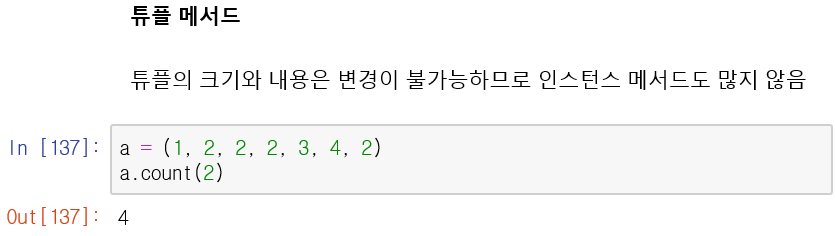 튜플 메서드
튜플의 크기와 내용은 변경이 불가능하므로 인스턴스 메서드도 많지 않음
In [137]: a = (1, 2, 2, 2, 3, 4, 2)
a.count(2)
Out[137]: 4